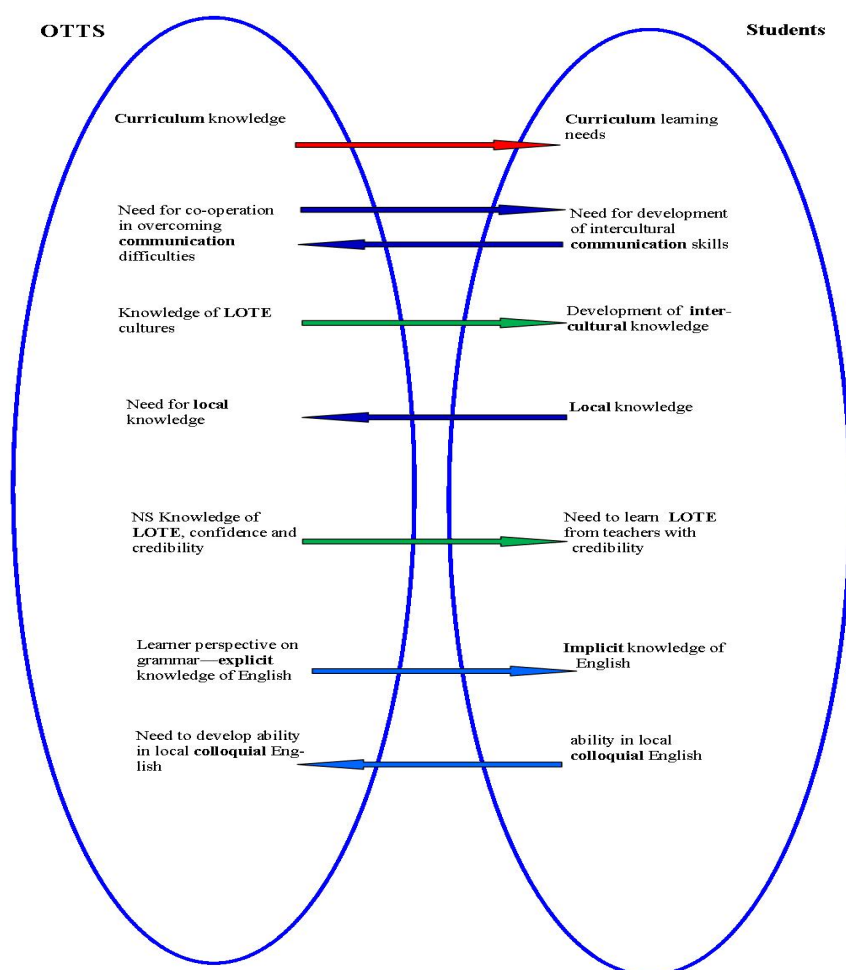 OTTS
Students
Curriculum knowledge
Curriculum learning
needs
Need for co-operation
in overcoming
communication
difficulties
Need for development
of intercultural
communication skills
Knowledge of LOTE
cultures
Development of inter-
cultural knowledge
Need for local
knowledge
Local knowledge
NS Knowledge of
LOTE, confidence and
credibility
Need to learn LOTE
from teachers with
credibility
Learner perspective on
grammar—explicit
knowledge of English
Implicit knowledge of
English
Need to develop ability
in local colloquial Eng-
lish
ability in local
colloquial English